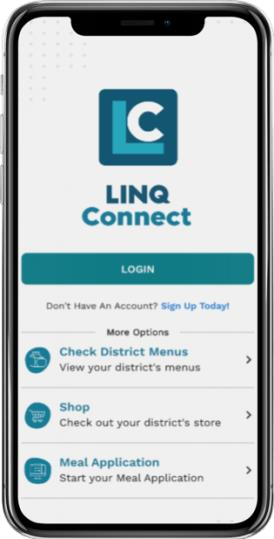 LC
LINQ
Connect
LOGIN
Don't Have An Account? Sign Up Today!
More Options
Check District Menus
View your district's menus
Shop
Check out your district's store
Meal Application
Start your Meal Application